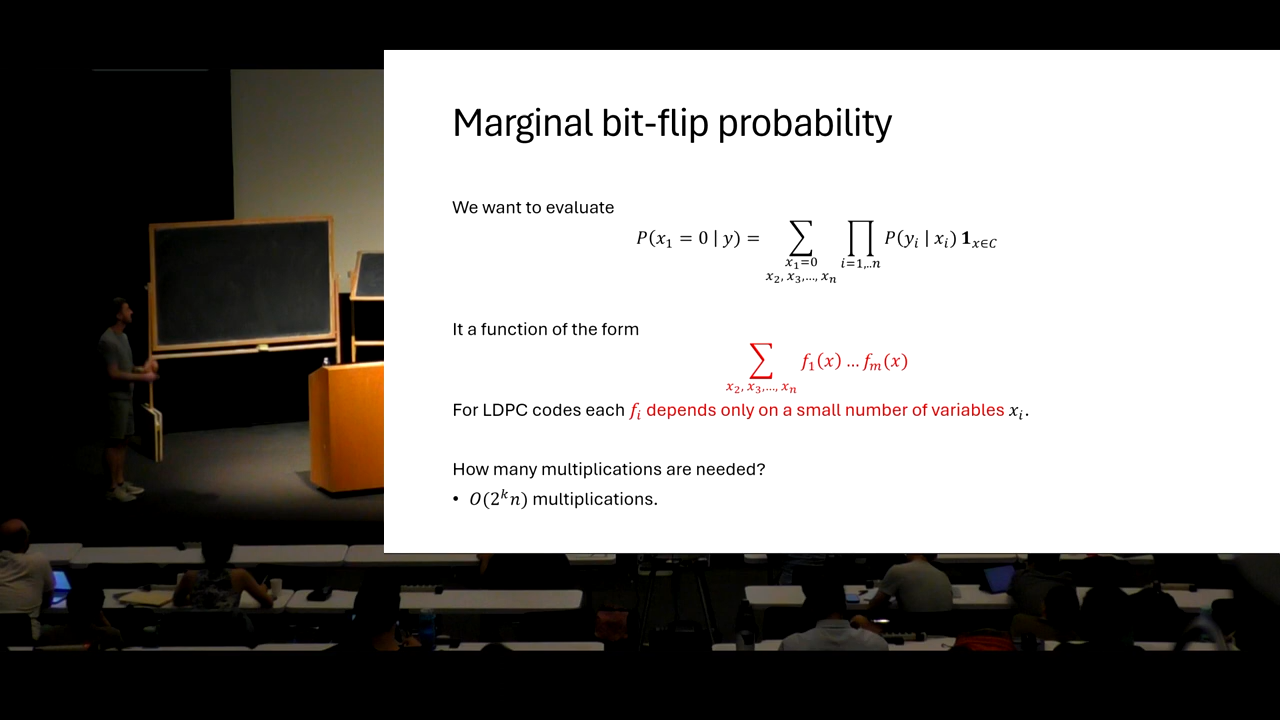 Marginal bit-flip probability
We want to evaluate
P(x₁ = 0 | y) = ∑_{x₁=0 x₂, x₃,…, xₙ} ∏_{i=1,..n} P(yᵢ | xᵢ) 𝟏_{x∈C}
It a function of the form
∑_{x₂, x₃,…, xₙ} f₁(x) … fₘ(x)
For LDPC codes each fᵢ depends only on a small number of variables xᵢ.
How many multiplications are needed?
• O(2ᵏn) multiplications.